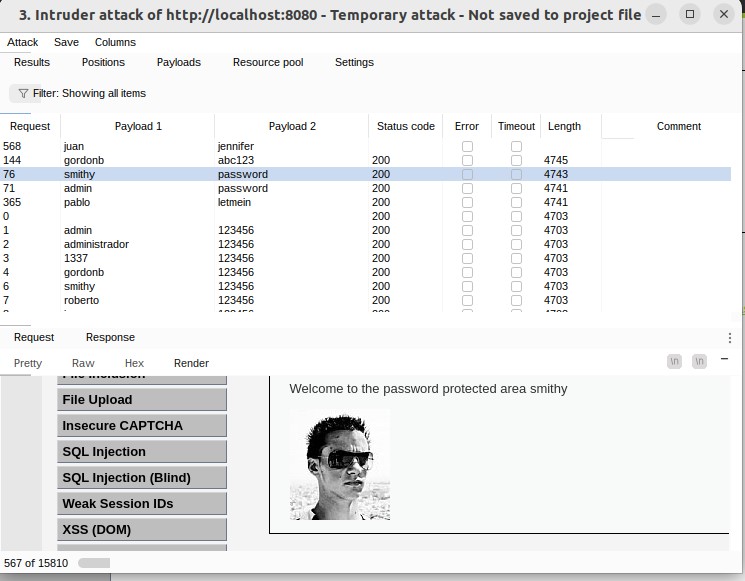 3. Intruder attack of http://localhost:8080 - Temporary attack - Not saved to project file
Attack Save Columns
Results Positions Payloads Resource pool Settings
Filter: Showing all items
Request Payload 1 Payload 2 Status code Error Timeout Length Comment
568 juan jennifer
144 gordonb abc123 200 4745
76 smithy password 200 4743
71 admin password 200 4741
365 pablo letmein 200 4741
0 200 4703
1 admin 123456 200 4703
2 administrador 123456 200 4703
3 1337 123456 200 4703
4 gordonb 123456 200 4703
6 smithy 123456 200 4703
7 roberto 123456 200 4703
Request Response
Pretty Raw Hex Render
\n \n
File Inclusion
File Upload
Insecure CAPTCHA
SQL Injection
SQL Injection (Blind)
Weak Session IDs
XSS (DOM)
Welcome to the password protected area smithy
567 of 15810